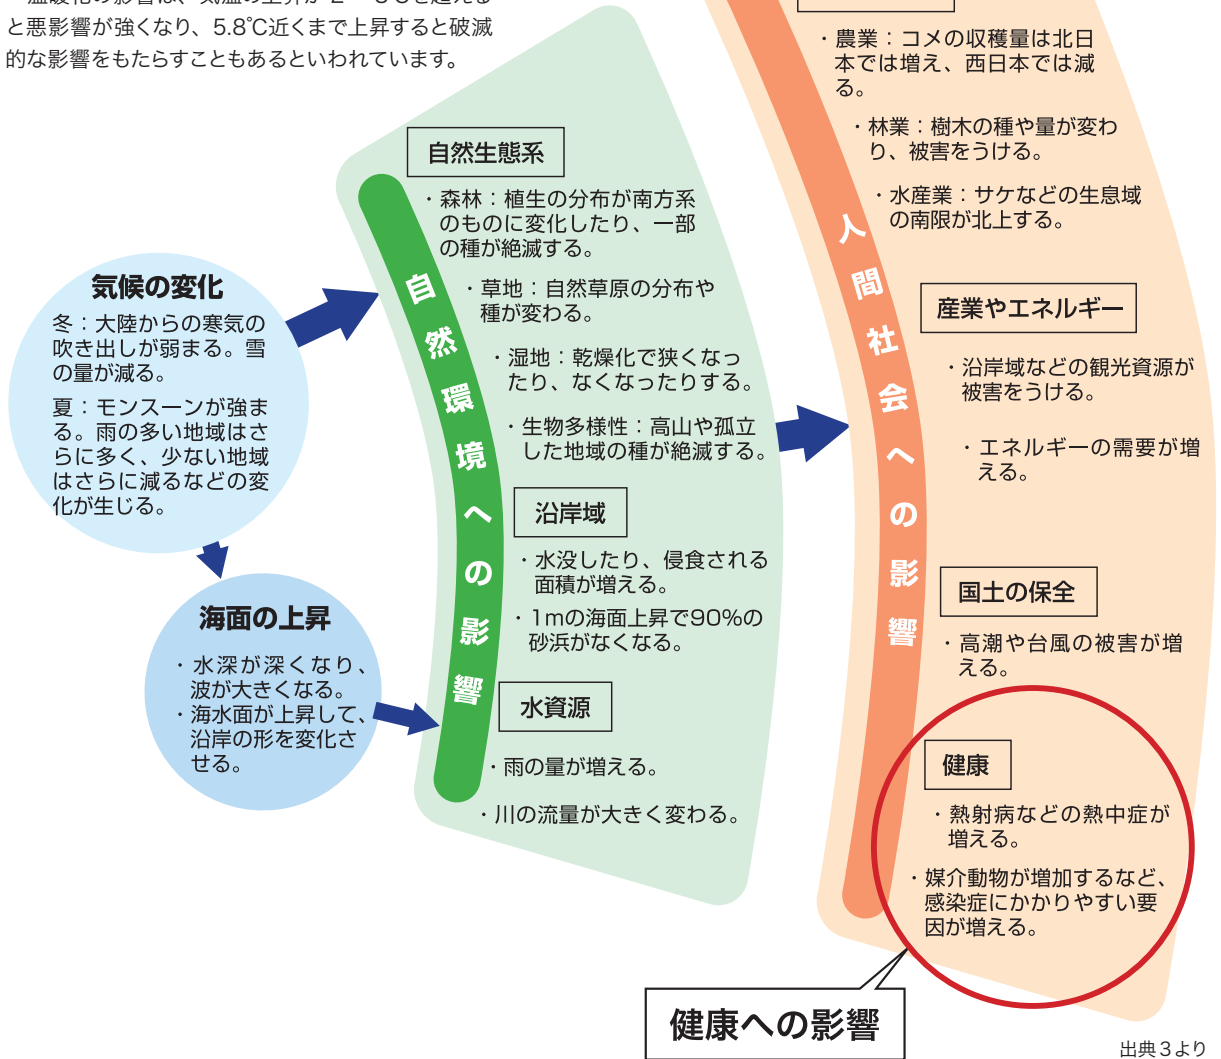 と悪影響が強くなり、5.8℃近くまで上昇すると破滅
的な影響をもたらすこともあるといわれています。
気候の変化
冬：大陸からの寒気の
吹き出しが弱まる。雪
の量が減る。
夏：モンスーンが強ま
る。雨の多い地域はさ
らに多く、少ない地域
はさらに減るなどの変
化が生じる。
海面の上昇
・水深が深くなり、
波が大きくなる。
・海水面が上昇して、
沿岸の形を変化さ
せる。
自然環境への影響
自然生態系
・森林：植生の分布が南方系
のものに変化したり、一部
の種が絶滅する。
・草地：自然草原の分布や
種が変わる。
・湿地：乾燥化で狭くなっ
たり、なくなったりする。
・生物多様性：高山や孤立
した地域の種が絶滅する。
沿岸域
・水没したり、侵食される
面積が増える。
・1mの海面上昇で90%の
砂浜がなくなる。
水資源
・雨の量が増える。
・川の流量が大きく変わる。
人間社会への影響
・農業：コメの収穫量は北日
本では増え、西日本では減
る。
・林業：樹木の種や量が変わ
り、被害をうける。
・水産業：サケなどの生息域
の南限が北上する。
産業やエネルギー
・沿岸域などの観光資源が
被害をうける。
・エネルギーの需要が増
える。
国土の保全
・高潮や台風の被害が増
える。
健康
・熱射病などの熱中症が
増える。
・媒介動物が増加するなど、
感染症にかかりやすい要
因が増える。
健康への影響
出典３より